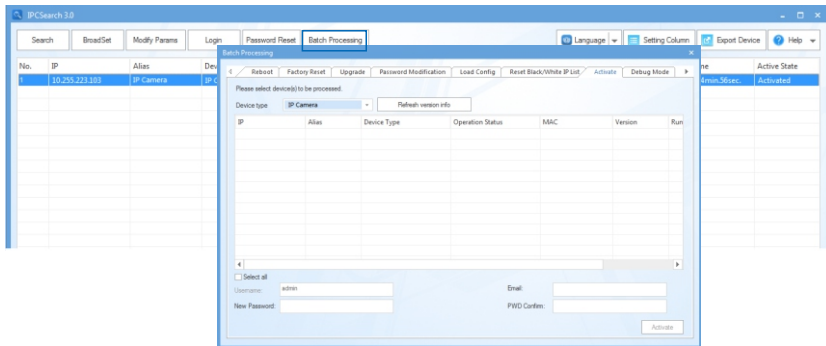 IPCSearch 3.0
Search BroadSet Modify Params Login Password Reset Batch Processing Language Setting Column Export Device Help
No. IP Alias Dev me Active State
1 10.255.223.103 IP Camera IP C 4min.56sec. Activated
Batch Processing
Reboot Factory Reset Upgrade Password Modification Load Config Reset Black/White IP List Activate Debug Mode
Please select device(s) to be processed.
Device type IP Camera Refresh version info
IP Alias Device Type Operation Status MAC Version Run
Select all
Username: admin Email:
New Password: PWD Confirm:
Activate